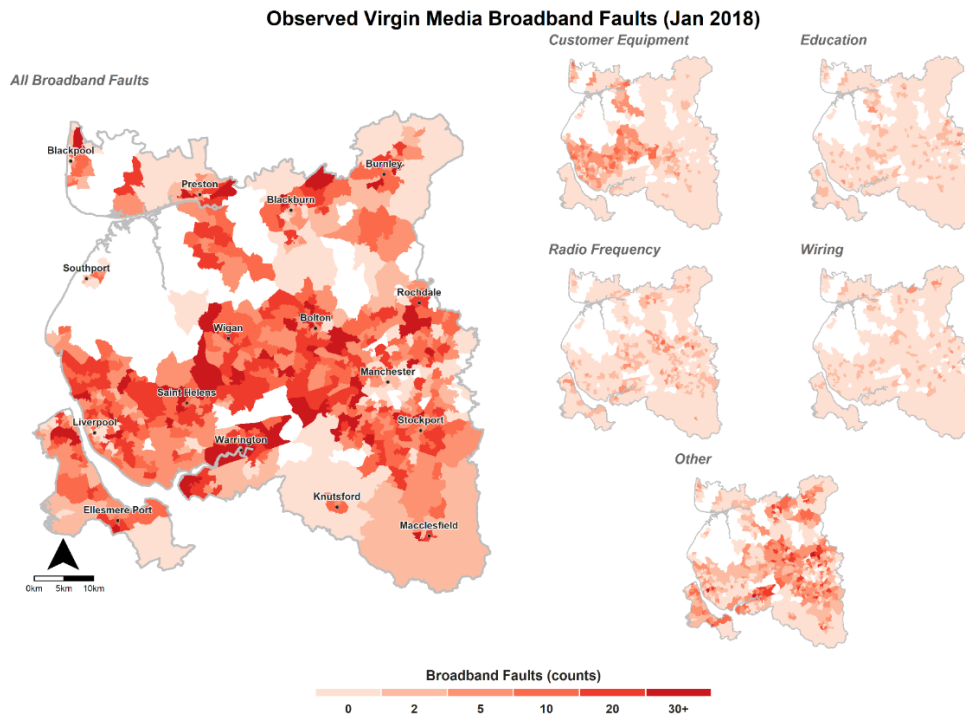 Observed Virgin Media Broadband Faults (Jan 2018)
Customer Equipment
Education
All Broadband Faults
Blackpool
Burnley
Preston
Blackburn
Southport
Radio Frequency
Wiring
Rochdale
Wigan
Bolton
Manchester
Saint Helens
Liverpool
Stockport
Warrington
Other
Knutsford
Ellesmere Port
Macclesfield
0km 5km 10km
Broadband Faults (counts)
0 2 5 10 20 30+